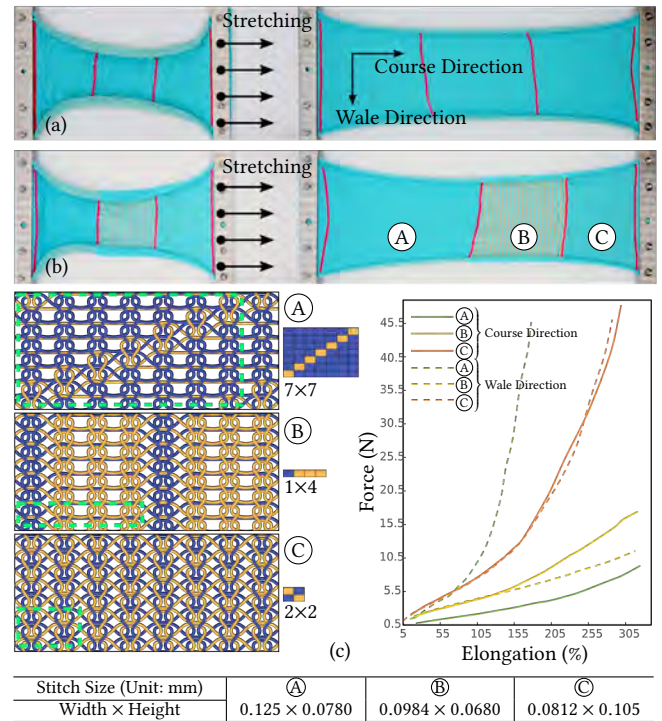 Stretching
Course Direction
Wale Direction
(a)
Stretching
(b)
A
B
C
A
7×7
B
1×4
C
2×2
(c)
Force (N)
45.5
40.5
35.5
30.5
25.5
20.5
15.5
10.5
5.5
0.5
5
55
105
155
205
255
305
Elongation (%)
A
B
C
Course Direction
A
B
C
Wale Direction
Stitch Size (Unit: mm) A B C
Width × Height 0.125 × 0.0780 0.0984 × 0.0680 0.0812 × 0.105